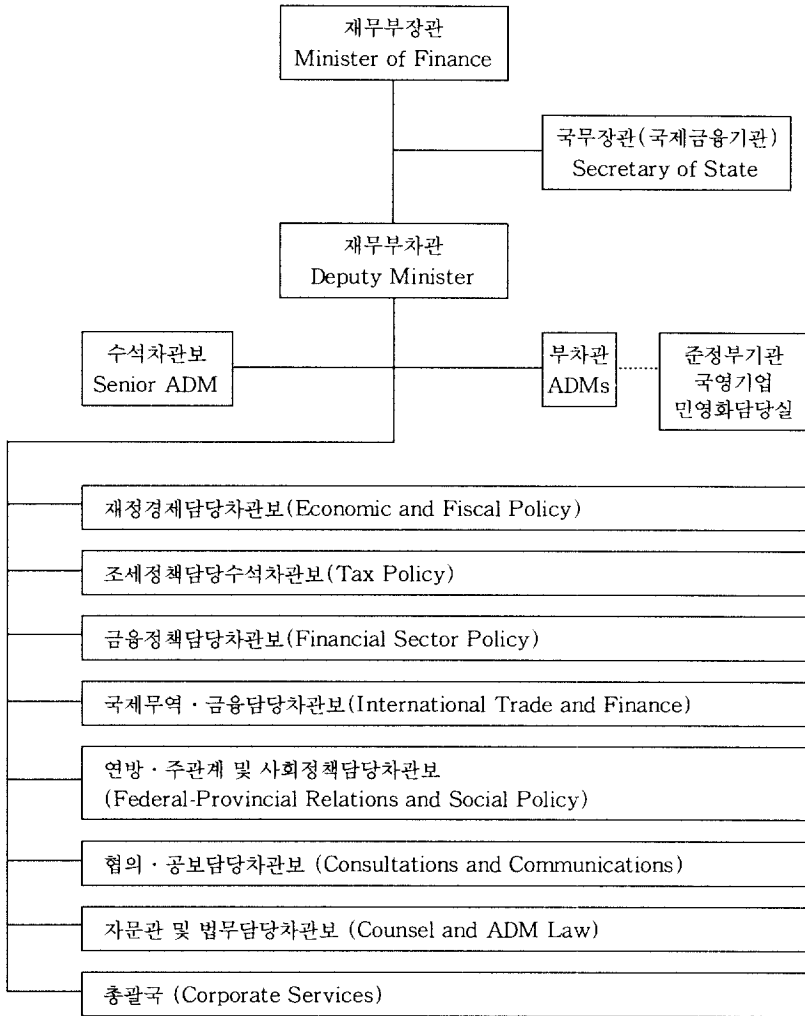 재무부장관
Minister of Finance
국무장관(국제금융기관)
Secretary of State
재무부차관
Deputy Minister
수석차관보
Senior ADM
부차관
ADMs
준정부기관
국영기업
민영화담당실
재정경제담당차관보(Economic and Fiscal Policy)
조세정책담당수석차관보(Tax Policy)
금융정책담당차관보(Financial Sector Policy)
국제무역 · 금융담당차관보(International Trade and Finance)
연방 · 주관계 및 사회정책담당차관보
(Federal-Provincial Relations and Social Policy)
협의 · 공보담당차관보 (Consultations and Communications)
자문관 및 법무담당차관보 (Counsel and ADM Law)
총괄국 (Corporate Services)